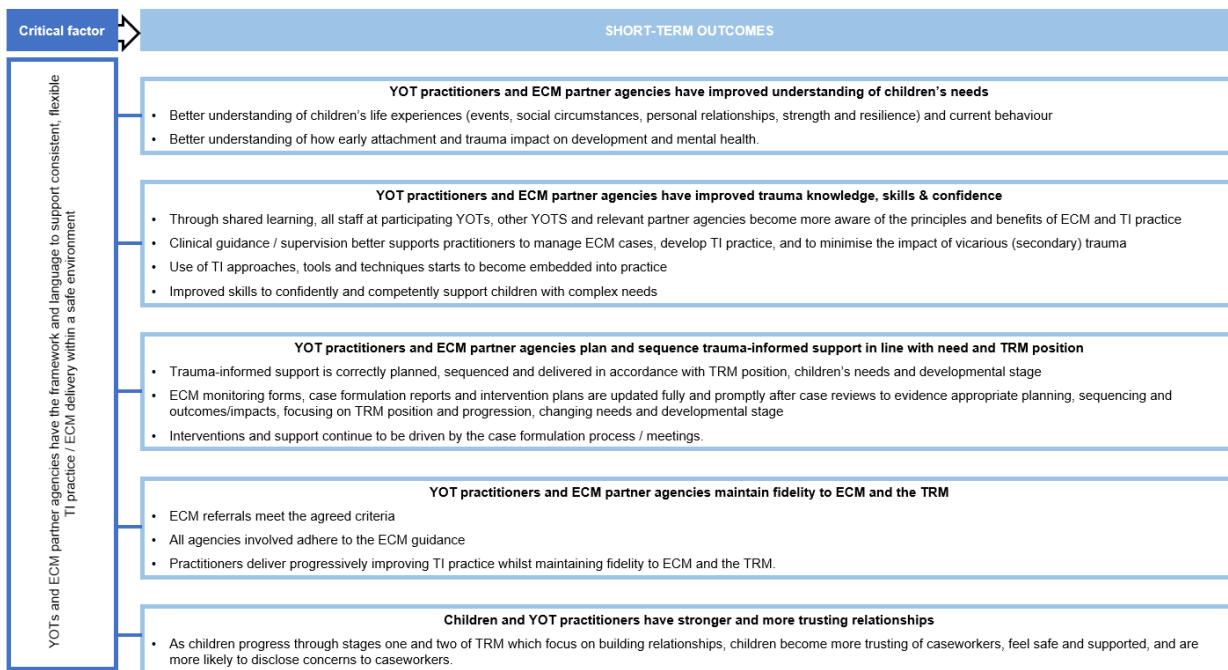 Critical factor
SHORT-TERM OUTCOMES
YOTs and ECM partner agencies have the framework and language to support consistent, flexible
TI practice / ECM delivery within a safe environment
YOT practitioners and ECM partner agencies have improved understanding of children's needs
• Better understanding of children's life experiences (events, social circumstances, personal relationships, strength and resilience) and current behaviour
• Better understanding of how early attachment and trauma impact on development and mental health.
YOT practitioners and ECM partner agencies have improved trauma knowledge, skills & confidence
• Through shared learning, all staff at participating YOTs, other YOTS and relevant partner agencies become more aware of the principles and benefits of ECM and TI practice
• Clinical guidance / supervision better supports practitioners to manage ECM cases, develop TI practice, and to minimise the impact of vicarious (secondary) trauma
• Use of TI approaches, tools and techniques starts to become embedded into practice
• Improved skills to confidently and competently support children with complex needs
YOT practitioners and ECM partner agencies plan and sequence trauma-informed support in line with need and TRM position
• Trauma-informed support is correctly planned, sequenced and delivered in accordance with TRM position, children's needs and developmental stage
• ECM monitoring forms, case formulation reports and intervention plans are updated fully and promptly after case reviews to evidence appropriate planning, sequencing and
outcomes/impacts, focusing on TRM position and progression, changing needs and developmental stage
• Interventions and support continue to be driven by the case formulation process / meetings.
YOT practitioners and ECM partner agencies maintain fidelity to ECM and the TRM
• ECM referrals meet the agreed criteria
• All agencies involved adhere to the ECM guidance
• Practitioners deliver progressively improving TI practice whilst maintaining fidelity to ECM and the TRM.
Children and YOT practitioners have stronger and more trusting relationships
• As children progress through stages one and two of TRM which focus on building relationships, children become more trusting of caseworkers, feel safe and supported, and are
more likely to disclose concerns to caseworkers.